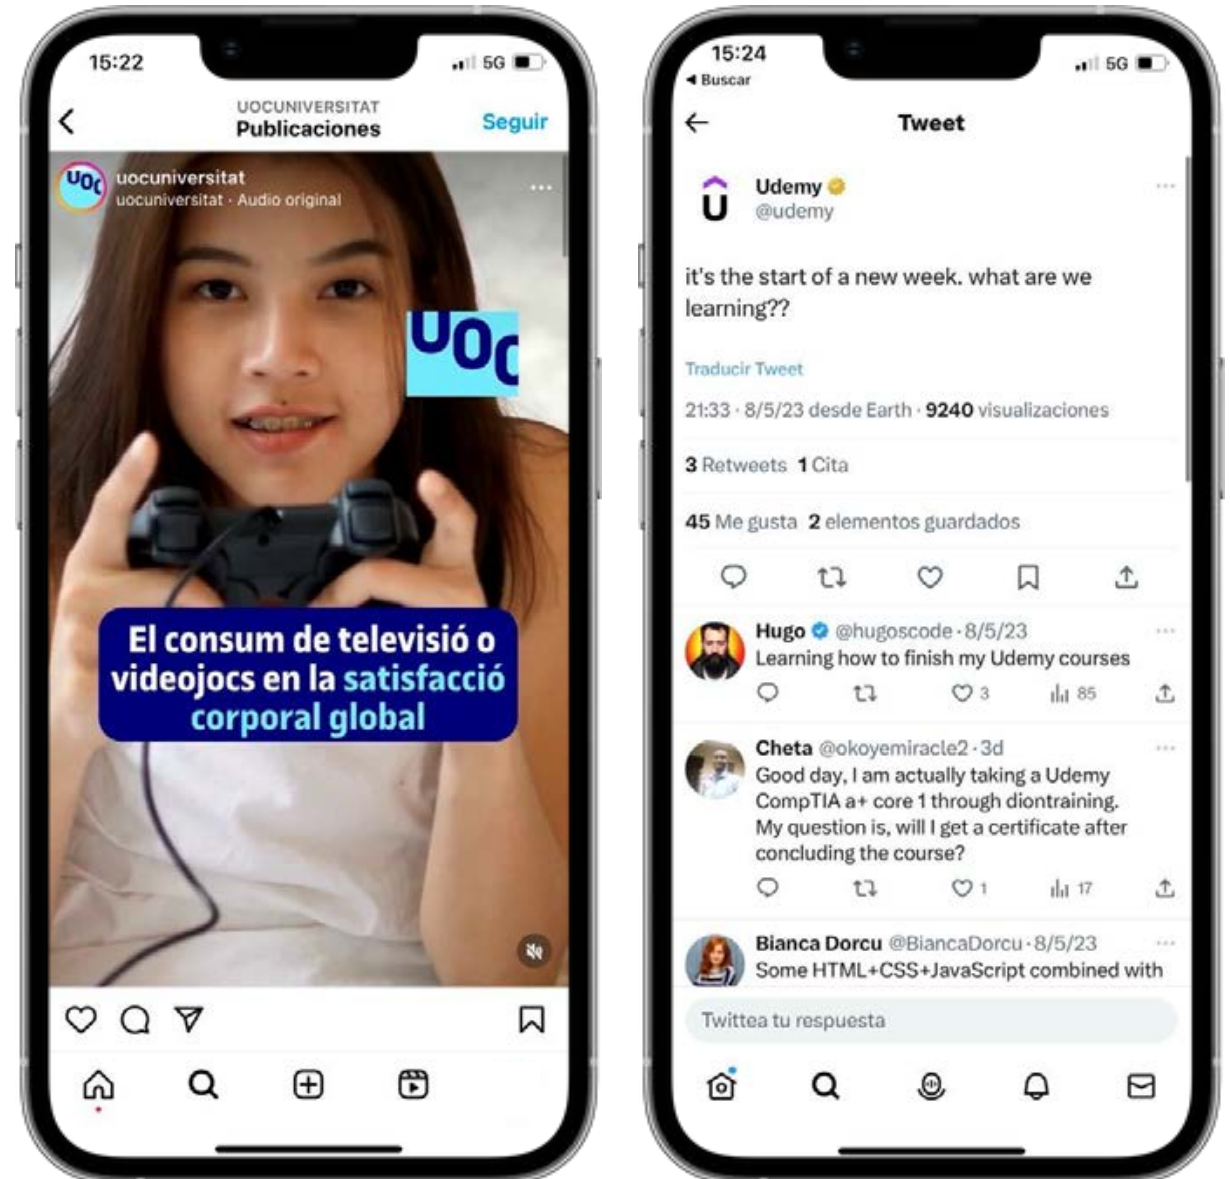 15:22
5G
UOCUNIVERSITAT
Publicaciones
Seguir
UOC
uocuniversitat
uocuniversitat · Audio original
UOC
El consum de televisió o
videojocs en la satisfacció
corporal global
15:24
5G
◀ Buscar
Tweet
Udemy
@udemy
it's the start of a new week. what are we
learning??
Traducir Tweet
21:33 · 8/5/23 desde Earth · 9240 visualizaciones
3 Retweets 1 Cita
45 Me gusta 2 elementos guardados
Hugo @hugoscode · 8/5/23
Learning how to finish my Udemy courses
3 85
Cheta @okoyemiracle2 · 3d
Good day, I am actually taking a Udemy
CompTIA a+ core 1 through diontraining.
My question is, will I get a certificate after
concluding the course?
1 17
Bianca Dorcu @BiancaDorcu · 8/5/23
Some HTML+CSS+JavaScript combined with
Twittea tu respuesta